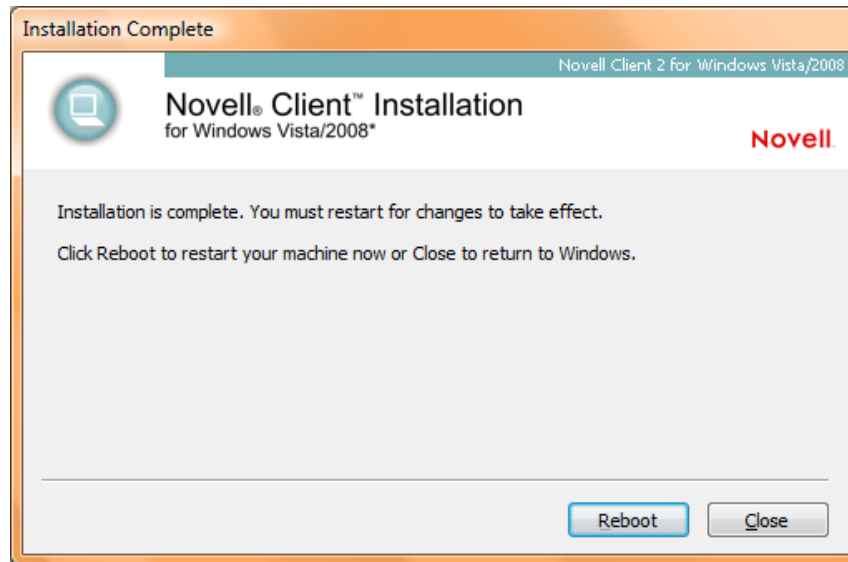 Installation Complete
Novell Client 2 for Windows Vista/2008
Novell® Client™ Installation
for Windows Vista/2008*
Novell.
Installation is complete. You must restart for changes to take effect.
Click Reboot to restart your machine now or Close to return to Windows.
Reboot
Close